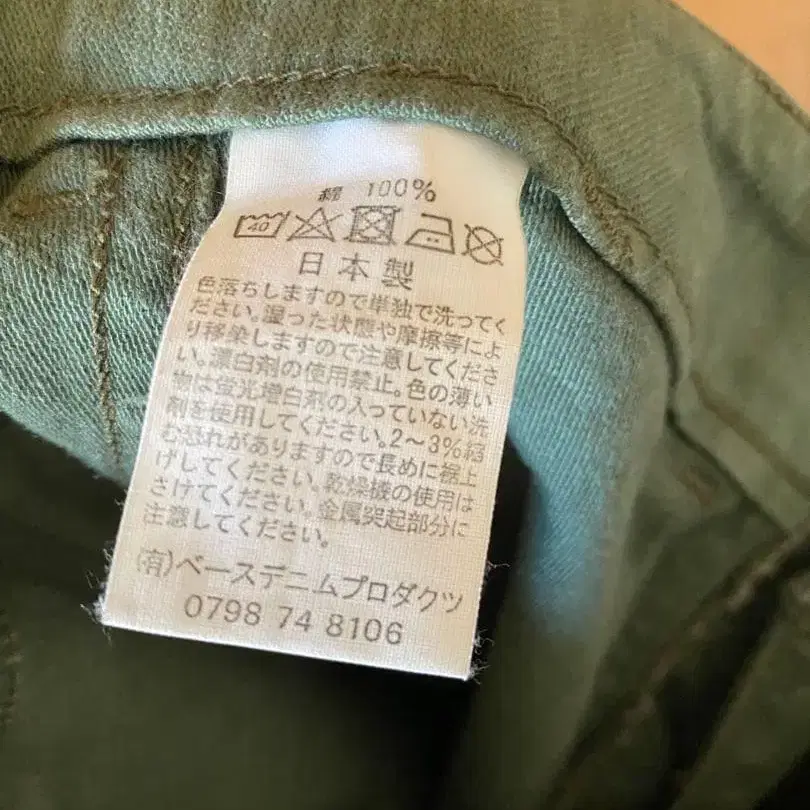 綿 100%
40
日本製
色落ちしますので単独で洗ってく
ださい。湿った状態や摩擦等によ
り移染しますので注意してくださ
い。漂白剤の使用禁止。色の薄い
物は蛍光増白剤の入っていない洗
剤を使用してください。2~3%縮
む恐れがありますので長めに裾上
げしてください。乾燥機の使用は
さけてください。金属突起部分に
注意してください。
(有)ベースデニムプロダクツ
0798 74 8106